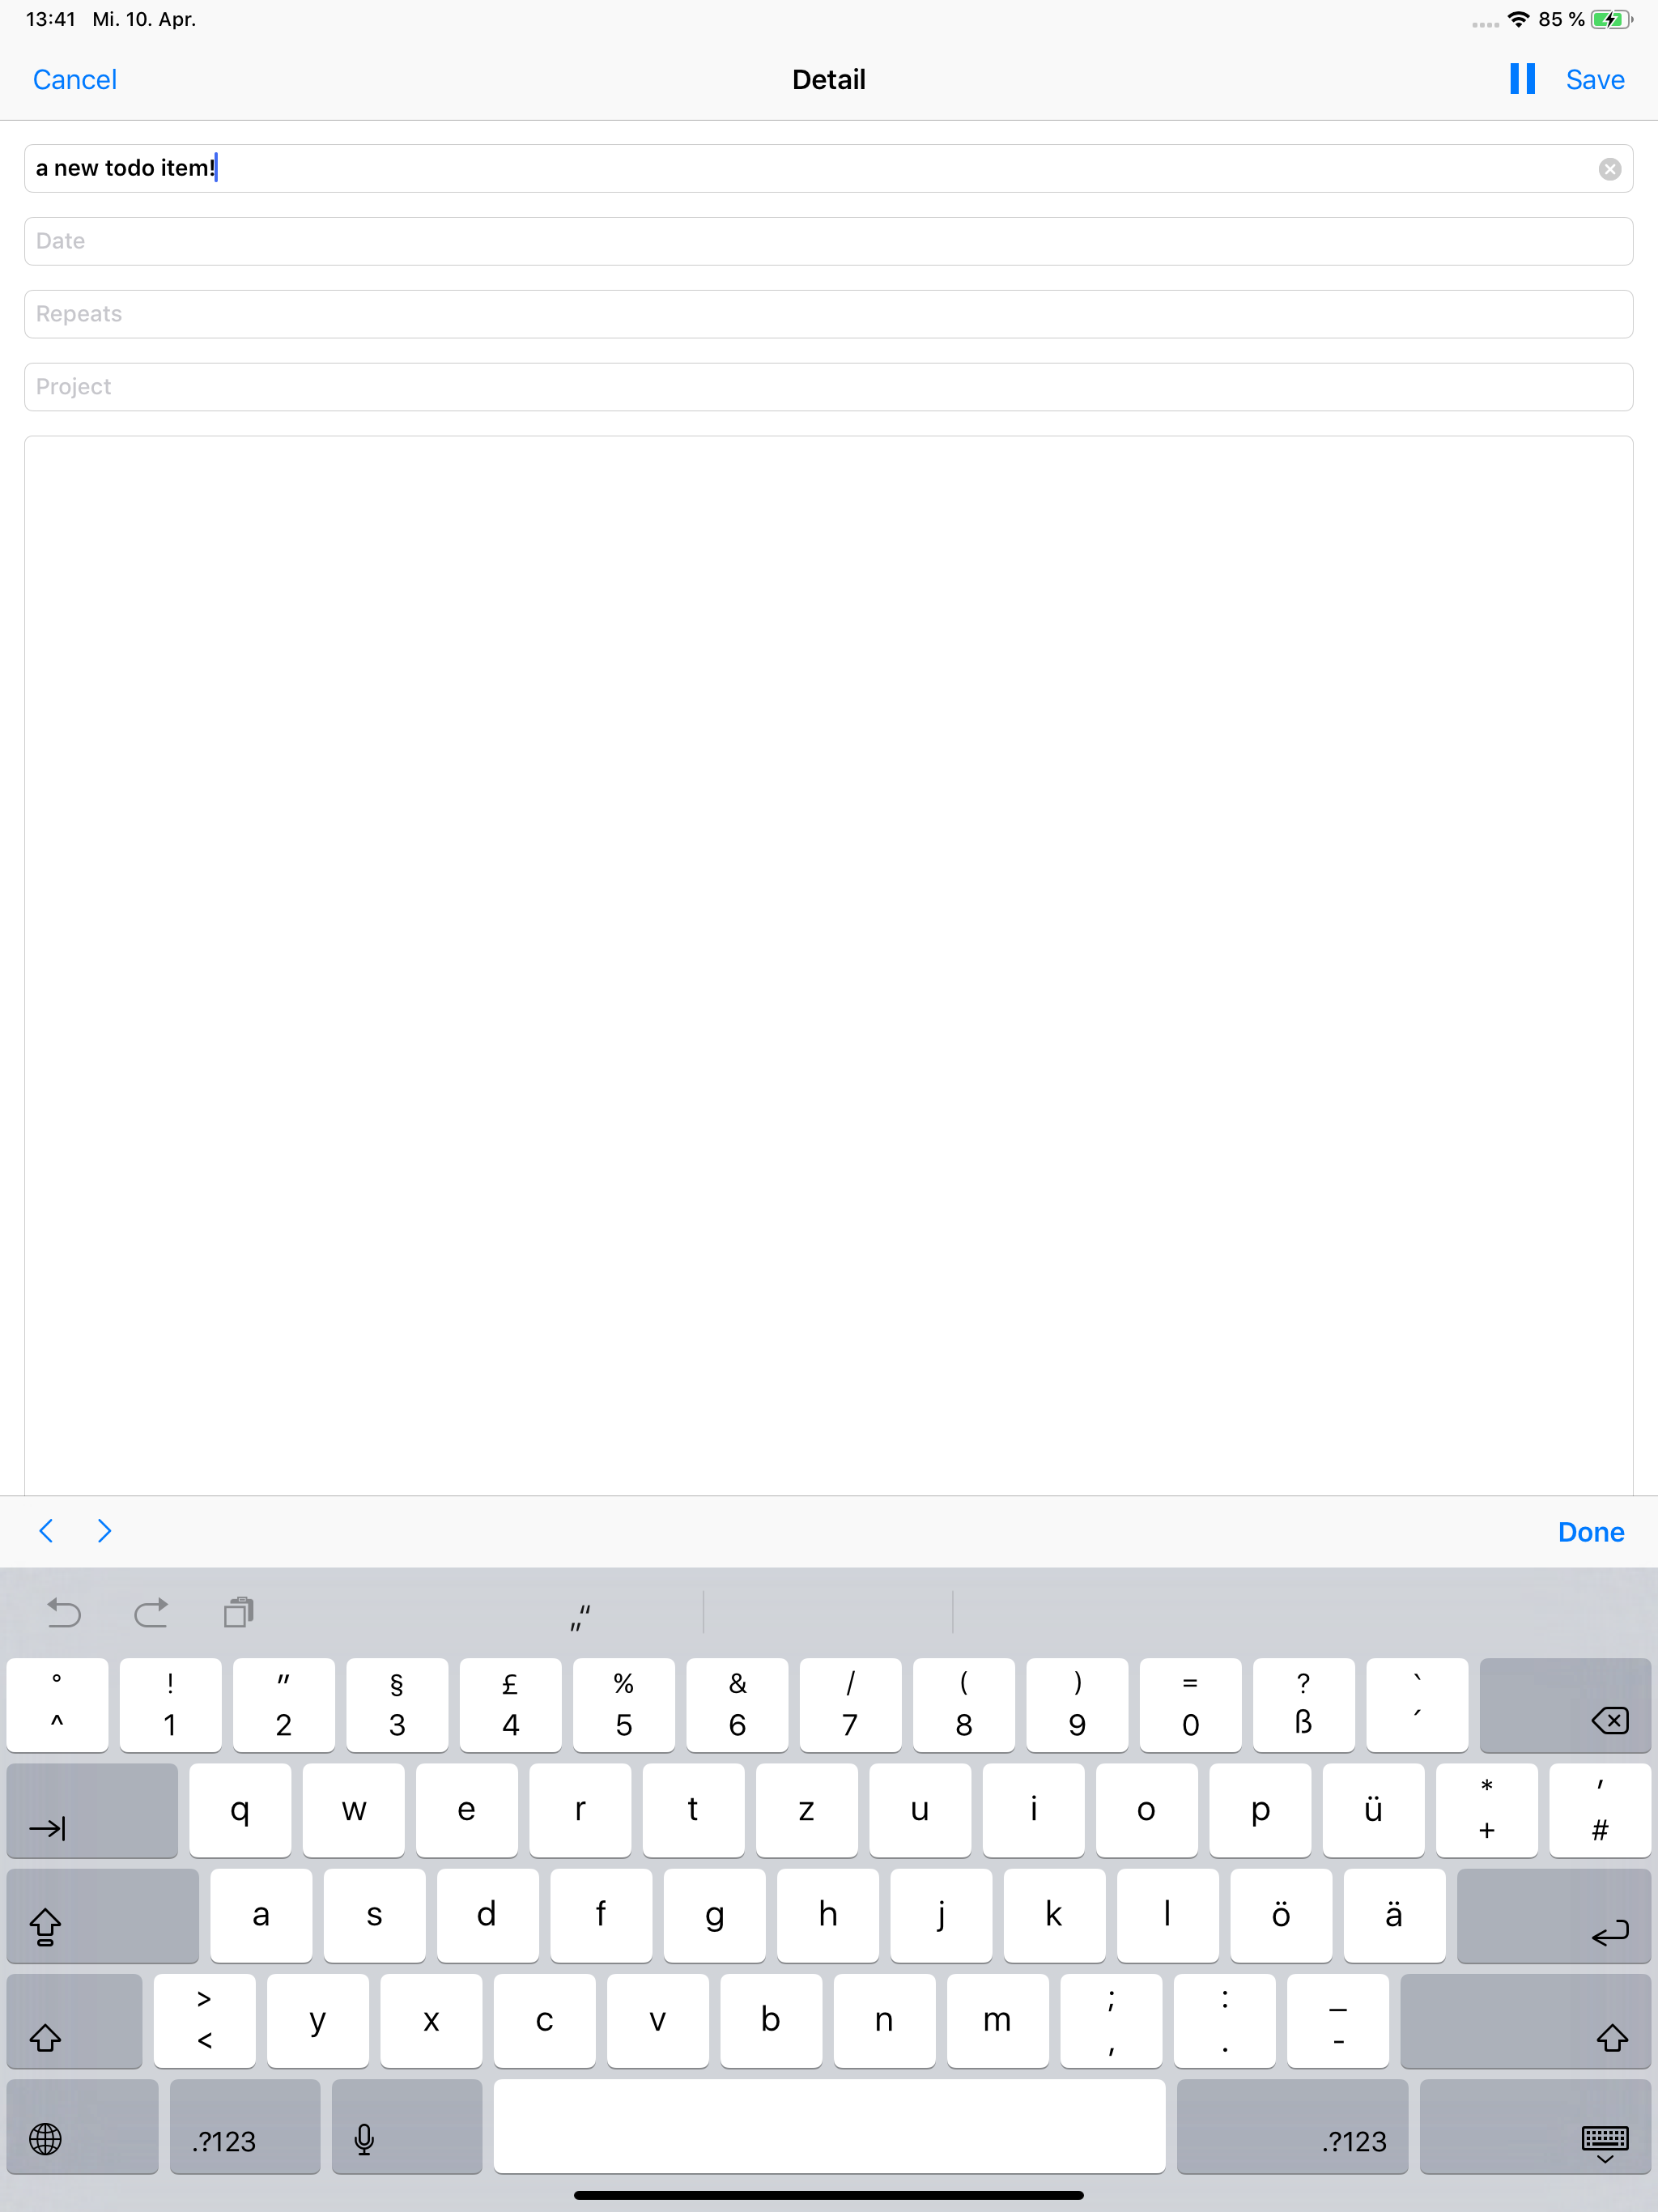 13:41 Mi. 10. Apr. 85 %
Cancel Detail Save
a new todo item!
Date
Repeats
Project
Done
„“
° ! " § £ % & / ( ) = ? `
^ 1 2 3 4 5 6 7 8 9 0 ß ´
q w e r t z u i o p ü * + ' #
a s d f g h j k l ö ä
> < y x c v b n m ; , : . _ -
.?123 .?123